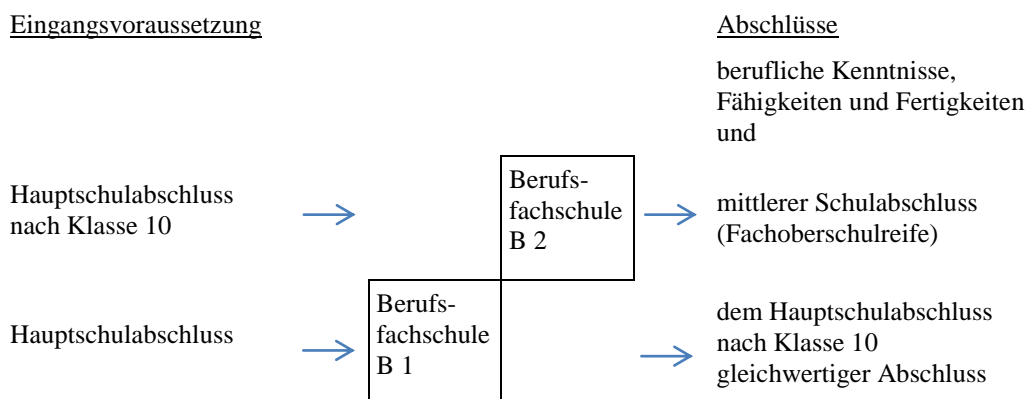 Eingangsvoraussetzung
Abschlüsse
berufliche Kenntnisse,
Fähigkeiten und Fertigkeiten
und
Hauptschulabschluss
nach Klasse 10
Berufs-
fachschule
B 2
mittlerer Schulabschluss
(Fachoberschulreife)
Hauptschulabschluss
Berufs-
fachschule
B 1
dem Hauptschulabschluss
nach Klasse 10
gleichwertiger Abschluss